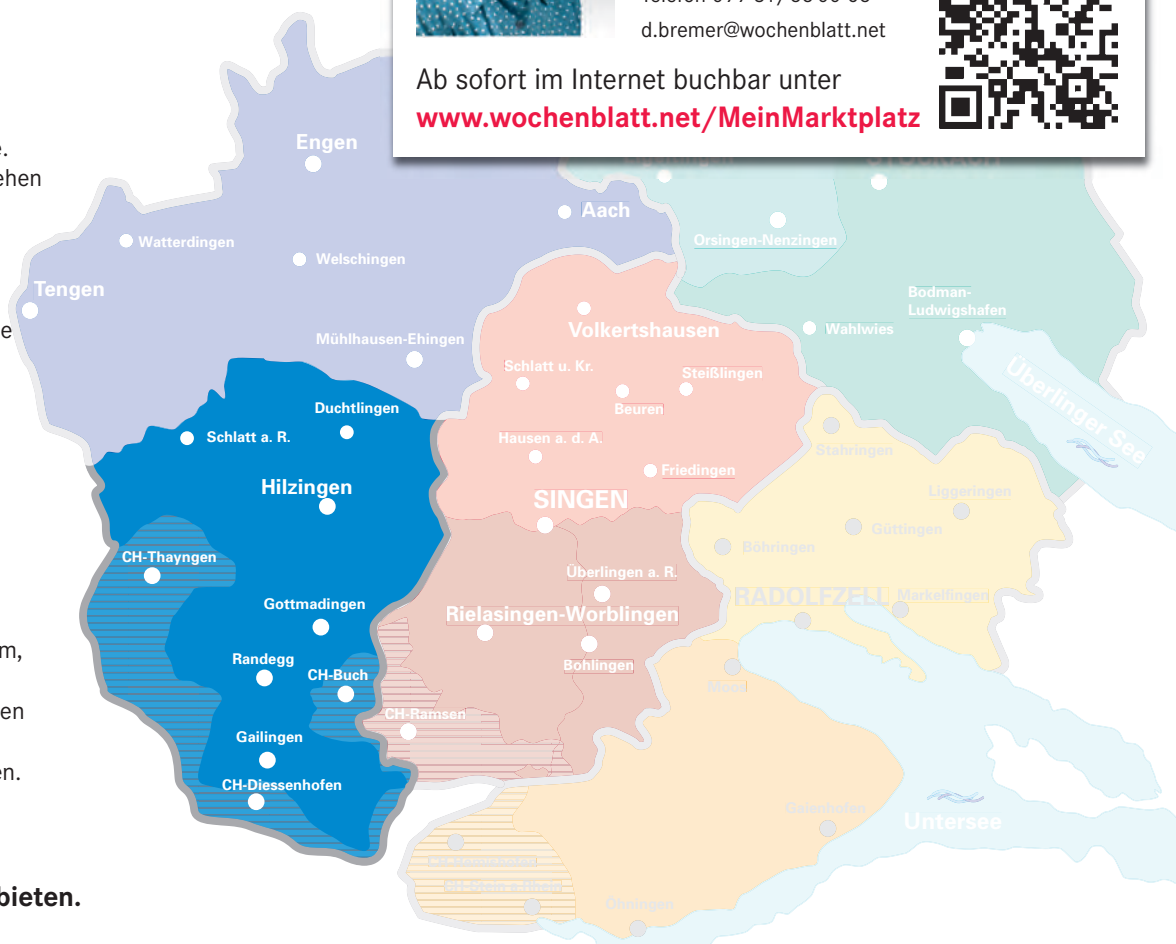 d.bremer@wochenblatt.net
Ab sofort im Internet buchbar unter
www.wochenblatt.net/MeinMarktplatz
Engen
Aach
Watterdingen
Welschingen
Orsingen-Nenzingen
Tengen
Bodman-
Ludwigshafen
Volkertshausen
Wahlwies
Mühlhausen-Ehingen
Schlatt u. Kr.
Steißlingen
Überlinger See
Duchtlingen
Beuren
Schlatt a. R.
Hausen a. d. A.
Stahringen
Friedingen
Hilzingen
SINGEN
Liggeringen
Güttingen
Böhringen
CH-Thayngen
Überlingen a. R.
RADOLFZELL
Markelfingen
Gottmadingen
Rielasingen-Worblingen
Randegg
Bohlingen
CH-Buch
Moos
CH-Ramsen
Gailingen
CH-Diessenhofen
Gaienhofen
Untersee
Öhningen
bieten.